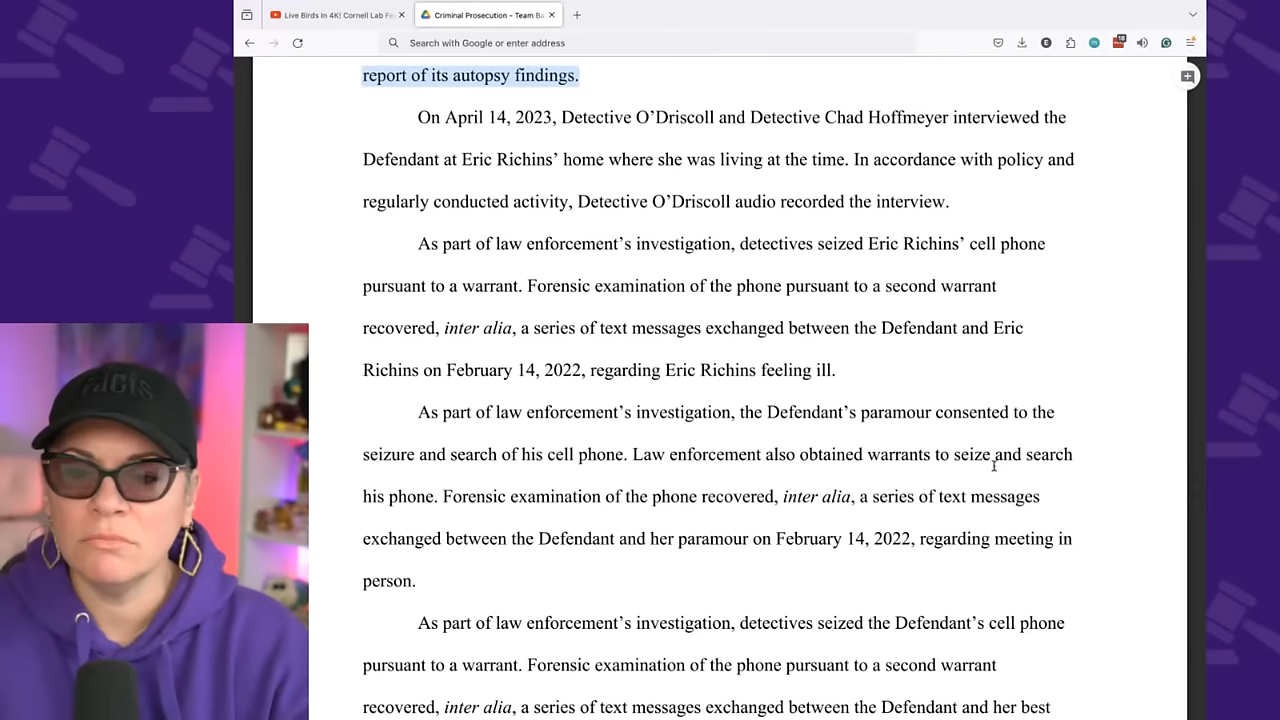 Live Birds In 4K! Cornell Lab Fe
Criminal Prosecution - Team Ba
Search with Google or enter address
18
report of its autopsy findings.
On April 14, 2023, Detective O’Driscoll and Detective Chad Hoffmeyer interviewed the
Defendant at Eric Richins’ home where she was living at the time. In accordance with policy and
regularly conducted activity, Detective O’Driscoll audio recorded the interview.
As part of law enforcement’s investigation, detectives seized Eric Richins’ cell phone
pursuant to a warrant. Forensic examination of the phone pursuant to a second warrant
recovered, inter alia, a series of text messages exchanged between the Defendant and Eric
Richins on February 14, 2022, regarding Eric Richins feeling ill.
As part of law enforcement’s investigation, the Defendant’s paramour consented to the
seizure and search of his cell phone. Law enforcement also obtained warrants to seize and search
his phone. Forensic examination of the phone recovered, inter alia, a series of text messages
exchanged between the Defendant and her paramour on February 14, 2022, regarding meeting in
person.
As part of law enforcement’s investigation, detectives seized the Defendant’s cell phone
pursuant to a warrant. Forensic examination of the phone pursuant to a second warrant
recovered, inter alia, a series of text messages exchanged between the Defendant and her best